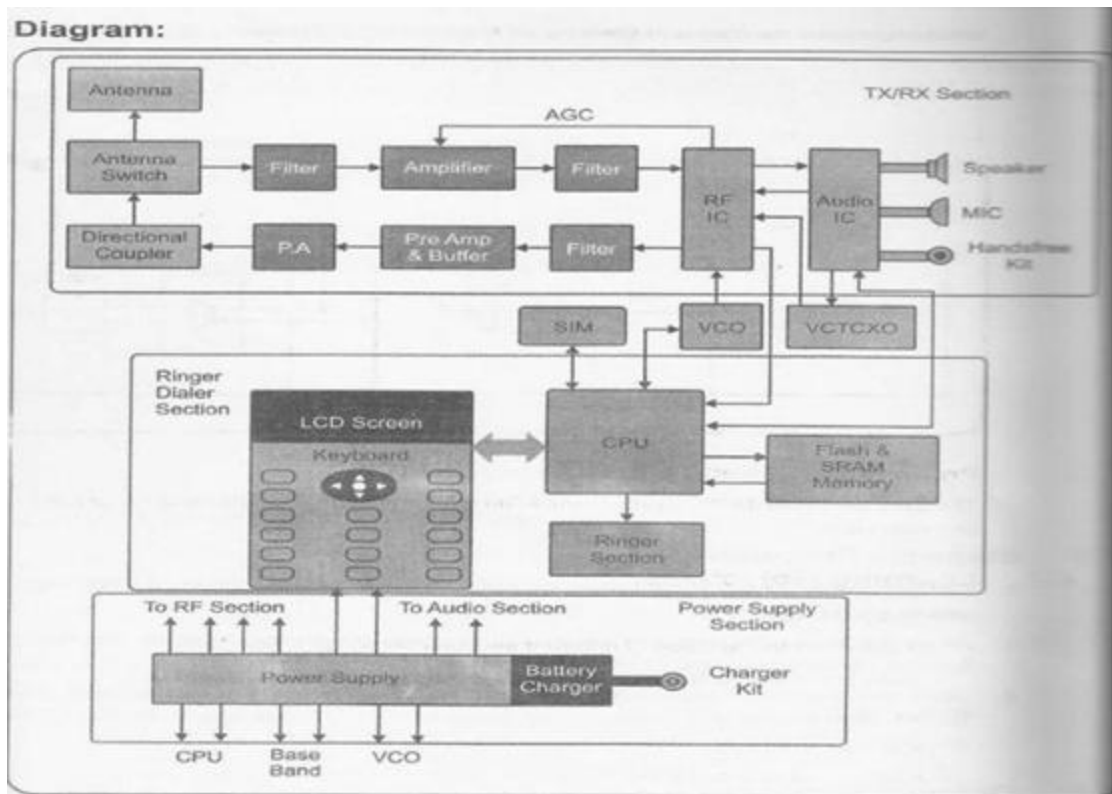 Diagram:
TX/RX Section
Antenna
AGC
Antenna
Switch
Filter
Amplifier
Filter
RF
IC
Audio
IC
Speaker
MIC
Handsfree
Kit
Directional
Coupler
P.A
Pre Amp
& Buffer
Filter
SIM
VCO
VCTCXO
Ringer
Dialer
Section
LCD Screen
Keyboard
CPU
Flash &
SRAM
Memory
Ringer
Section
To RF Section
To Audio Section
Power Supply
Section
Power Supply
Battery
Charger
Charger
Kit
CPU
Base
Band
VCO